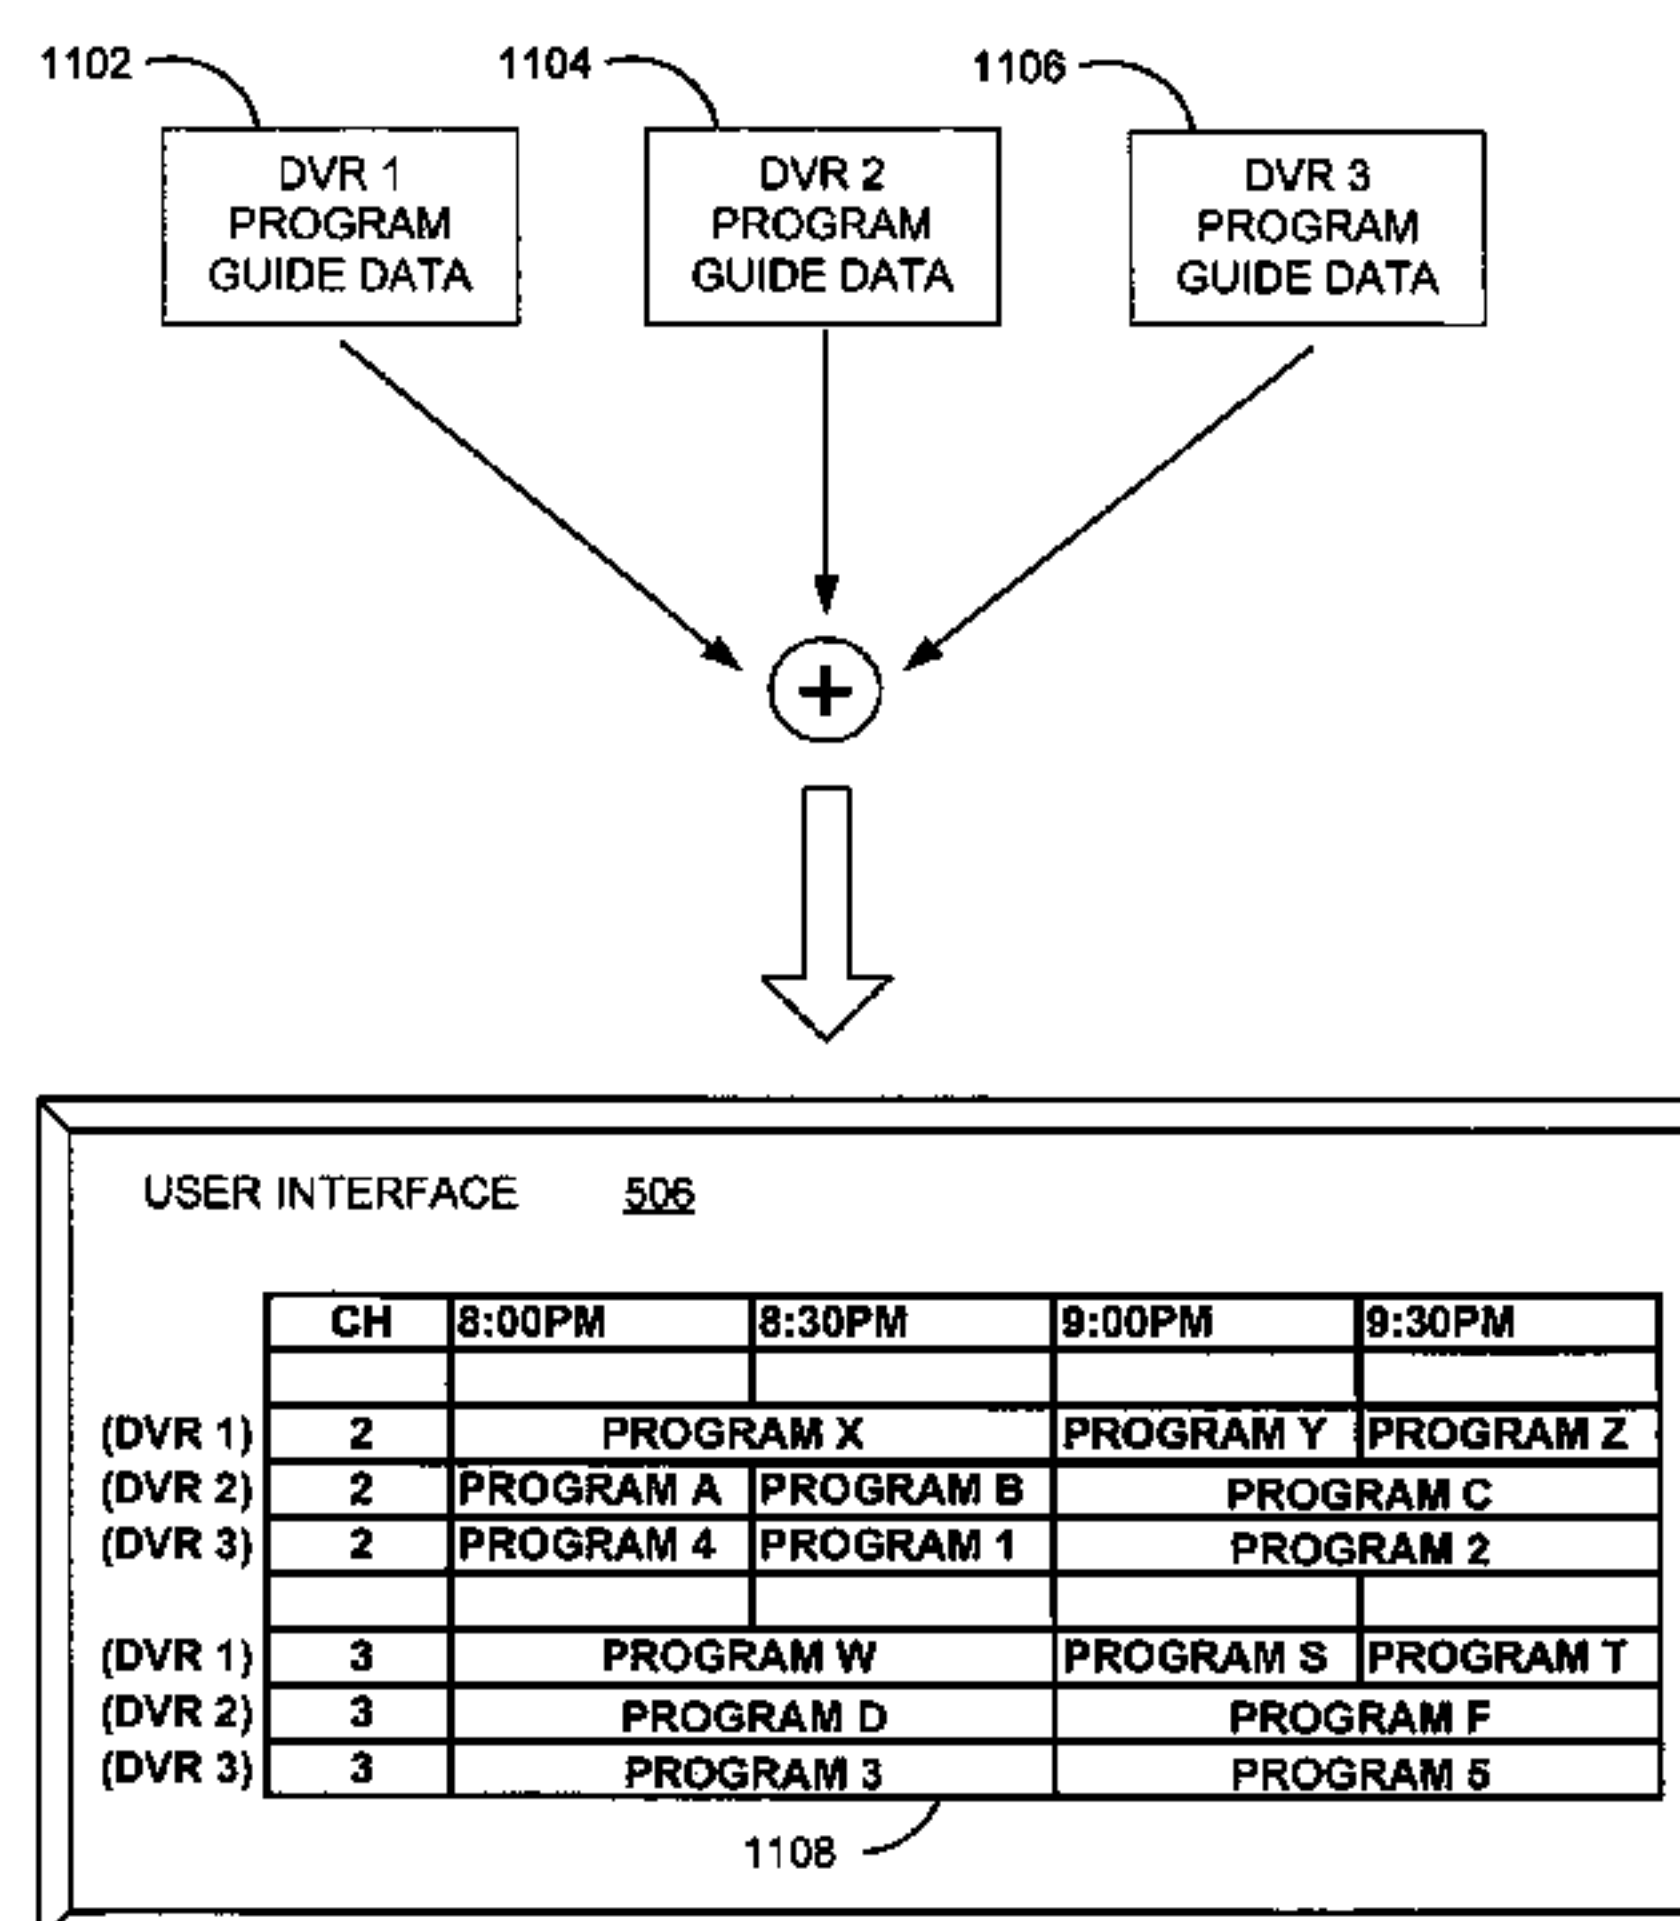 1102 1104 1106
DVR 1
PROGRAM
GUIDE DATA
DVR 2
PROGRAM
GUIDE DATA
DVR 3
PROGRAM
GUIDE DATA
+
USER INTERFACE 506
CH 8:00PM 8:30PM 9:00PM 9:30PM
(DVR 1) 2 PROGRAM X PROGRAM Y PROGRAM Z
(DVR 2) 2 PROGRAM A PROGRAM B PROGRAM C
(DVR 3) 2 PROGRAM 4 PROGRAM 1 PROGRAM 2
(DVR 1) 3 PROGRAM W PROGRAM S PROGRAM T
(DVR 2) 3 PROGRAM D PROGRAM F
(DVR 3) 3 PROGRAM 3 PROGRAM 5
1108